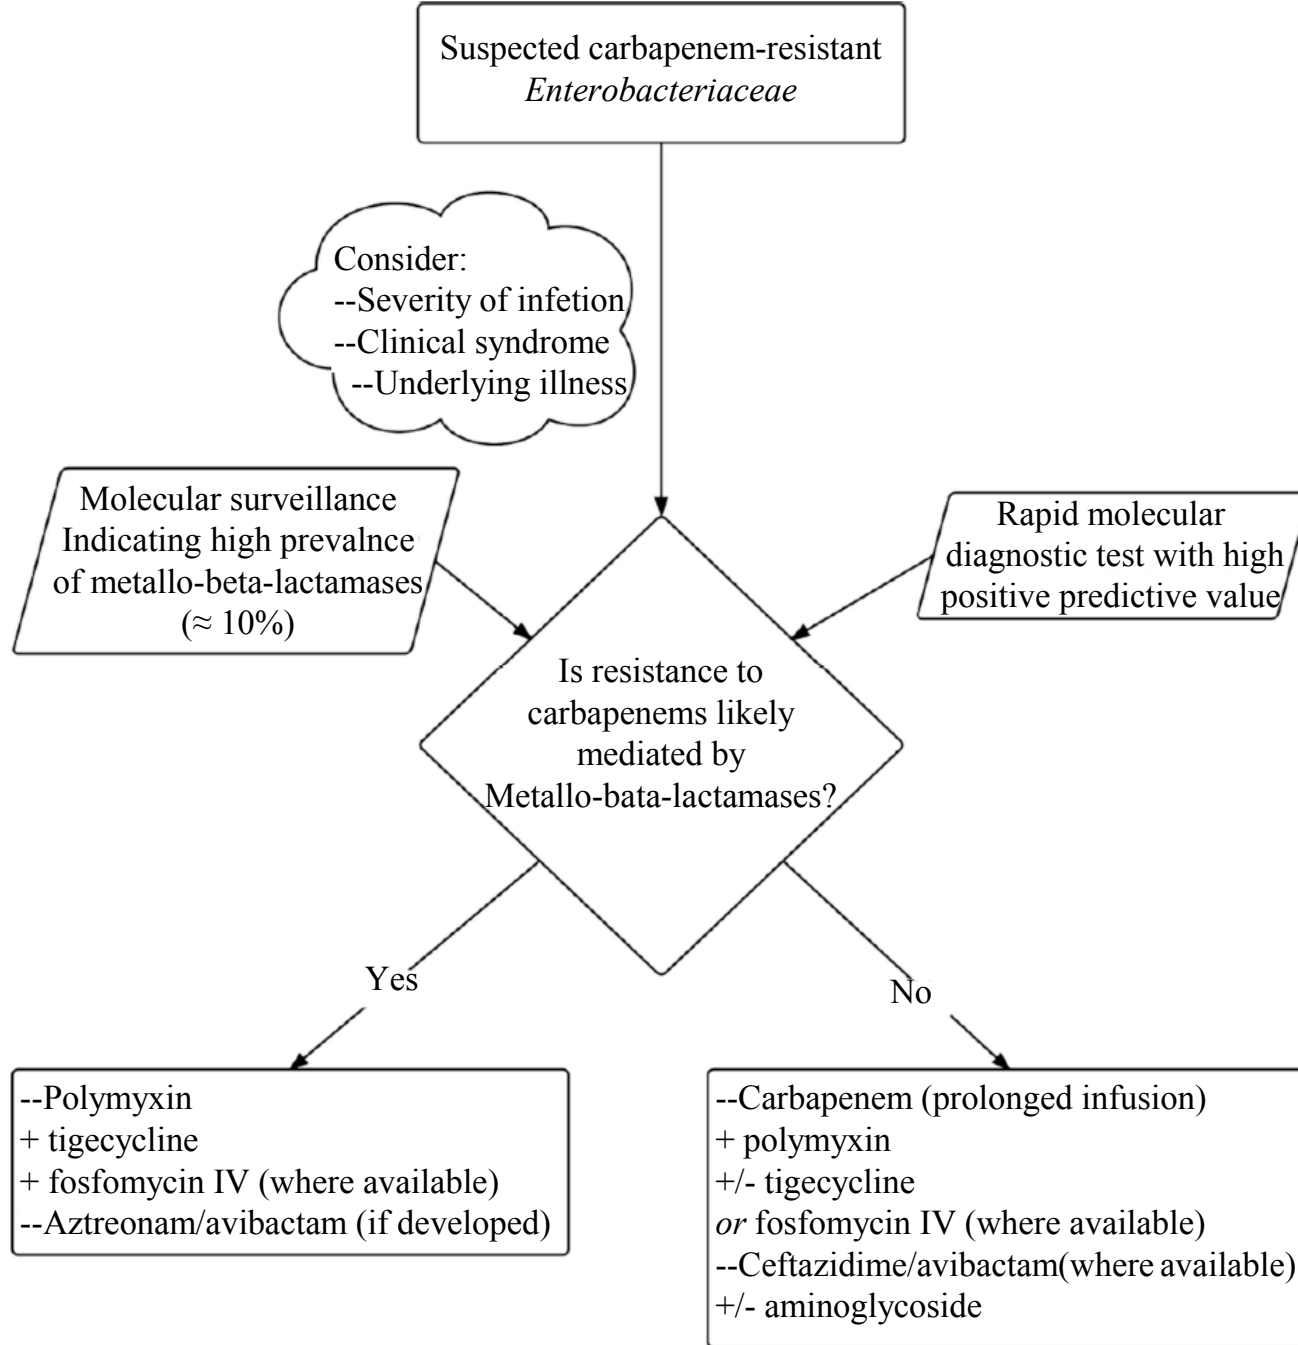 Suspected carbapenem-resistant
Enterobacteriaceae
Consider:
--Severity of infetion
--Clinical syndrome
--Underlying illness
Molecular surveillance
Indicating high prevalnce
of metallo-beta-lactamases
(≈ 10%)
Rapid molecular
diagnostic test with high
positive predictive value
Is resistance to
carbapenems likely
mediated by
Metallo-bata-lactamases?
Yes
No
--Polymyxin
+ tigecycline
+ fosfomycin IV (where available)
--Aztreonam/avibactam (if developed)
--Carbapenem (prolonged infusion)
+ polymyxin
+/- tigecycline
or fosfomycin IV (where available)
--Ceftazidime/avibactam(where available)
+/- aminoglycoside